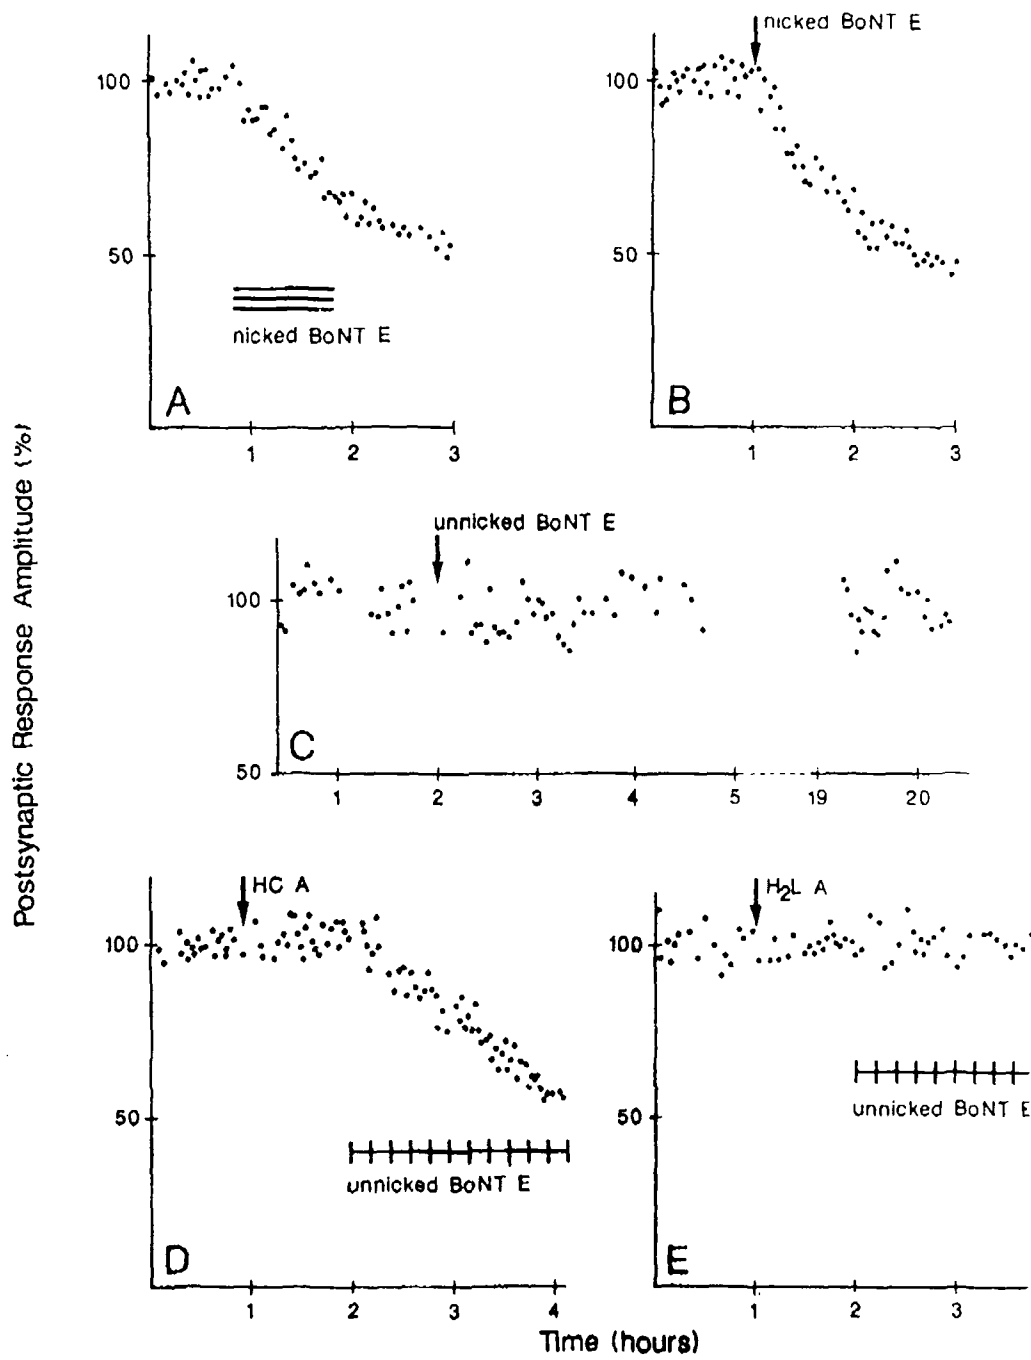 nicked BoNT E
100
50
nicked BoNT E
A
1 2 3
nicked BoNT E
100
50
B
1 2 3
Postsynaptic Response Amplitude (%)
unnicked BoNT E
100
50
C
1 2 3 4 5 19 20
HC A
100
50
unnicked BoNT E
D
1 2 3 4
H2L A
100
50
unnicked BoNT E
E
1 2 3
Time (hours)